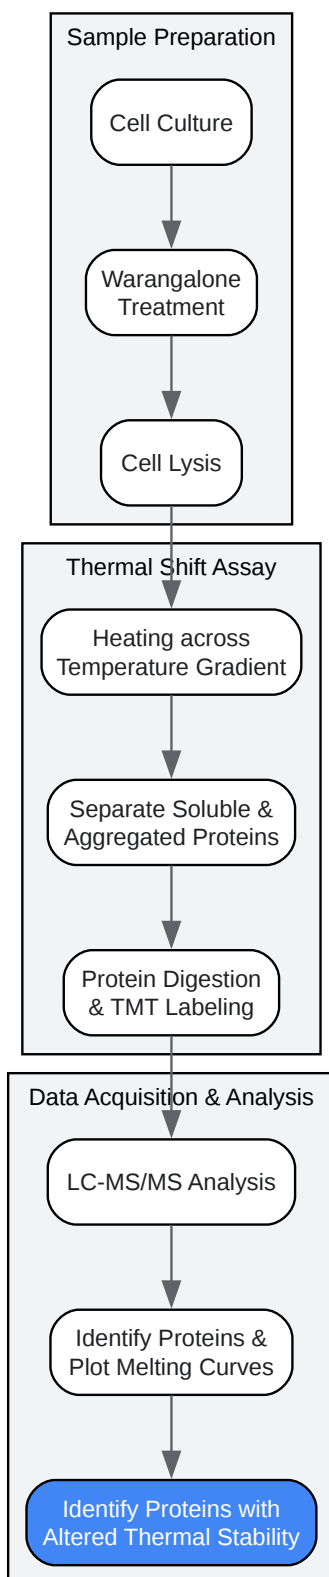 Sample Preparation
Cell Culture
Warangalone
Treatment
Cell Lysis
Thermal Shift Assay
Heating across
Temperature Gradient
Separate Soluble &
Aggregated Proteins
Protein Digestion
& TMT Labeling
Data Acquisition & Analysis
LC-MS/MS Analysis
Identify Proteins &
Plot Melting Curves
Identify Proteins with
Altered Thermal Stability